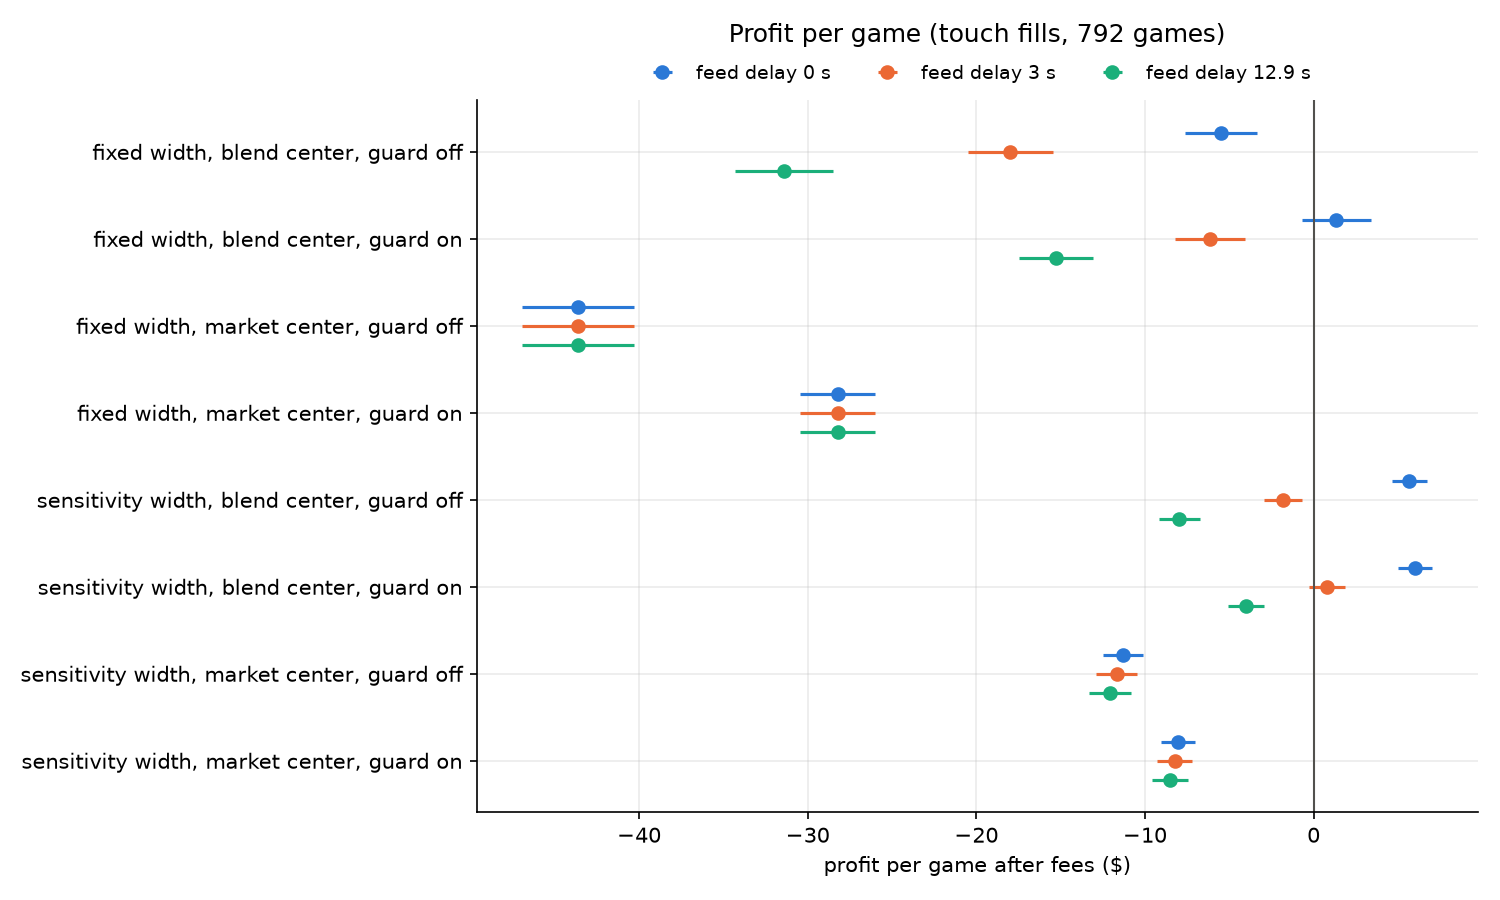 Profit per game (touch fills, 792 games)
feed delay 0 s
feed delay 3 s
feed delay 12.9 s
fixed width, blend center, guard off
fixed width, blend center, guard on
fixed width, market center, guard off
fixed width, market center, guard on
sensitivity width, blend center, guard off
sensitivity width, blend center, guard on
sensitivity width, market center, guard off
sensitivity width, market center, guard on
−40 −30 −20 −10 0
profit per game after fees ($)